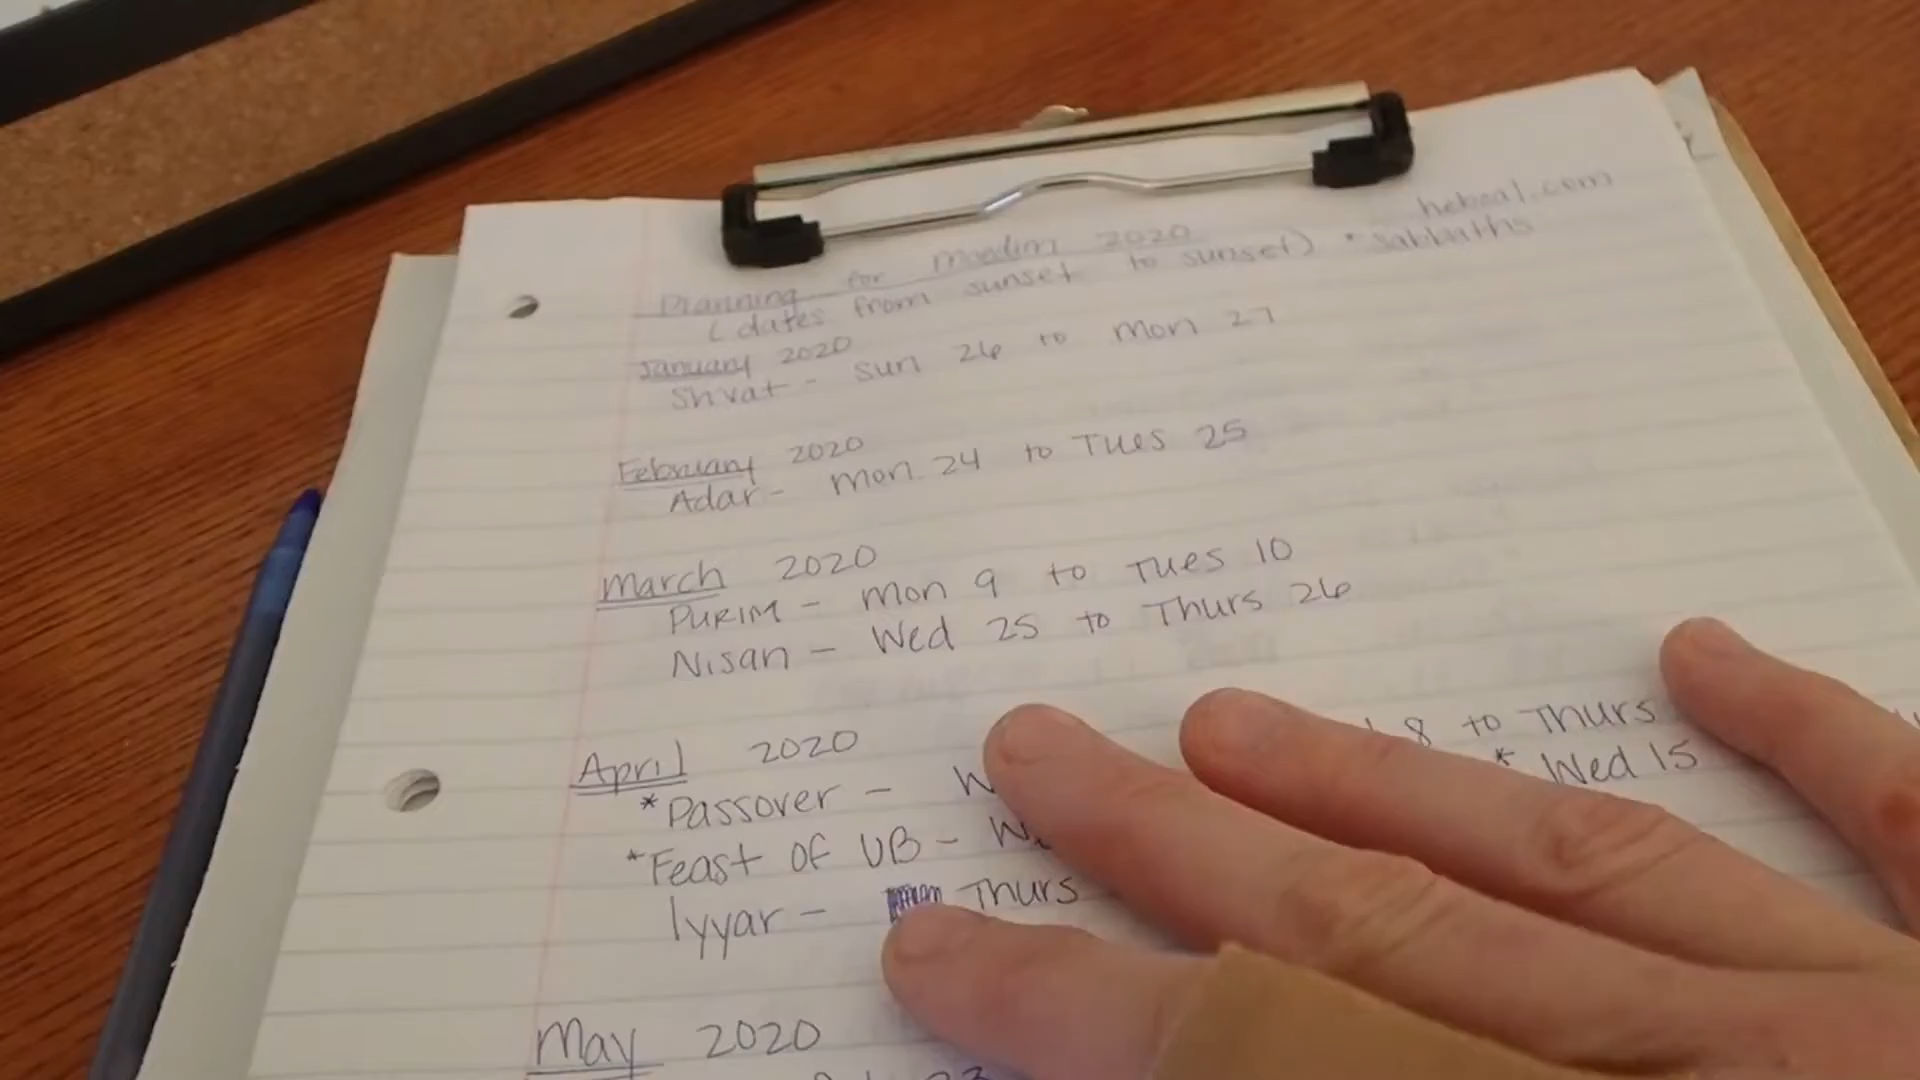 hebcal.com
Planning for Moedim 2020
(dates from sunset to sunset) *Sabbaths
January 2020
Shvat - Sun 26 to Mon 27
February 2020
Adar - Mon 24 to Tues 25
March 2020
PURIM - Mon 9 to Tues 10
Nisan - Wed 25 to Thurs 26
April 2020
*Passover - 8 to Thurs
*Feast of UB - * Wed 15
Iyyar - Thurs
May 2020